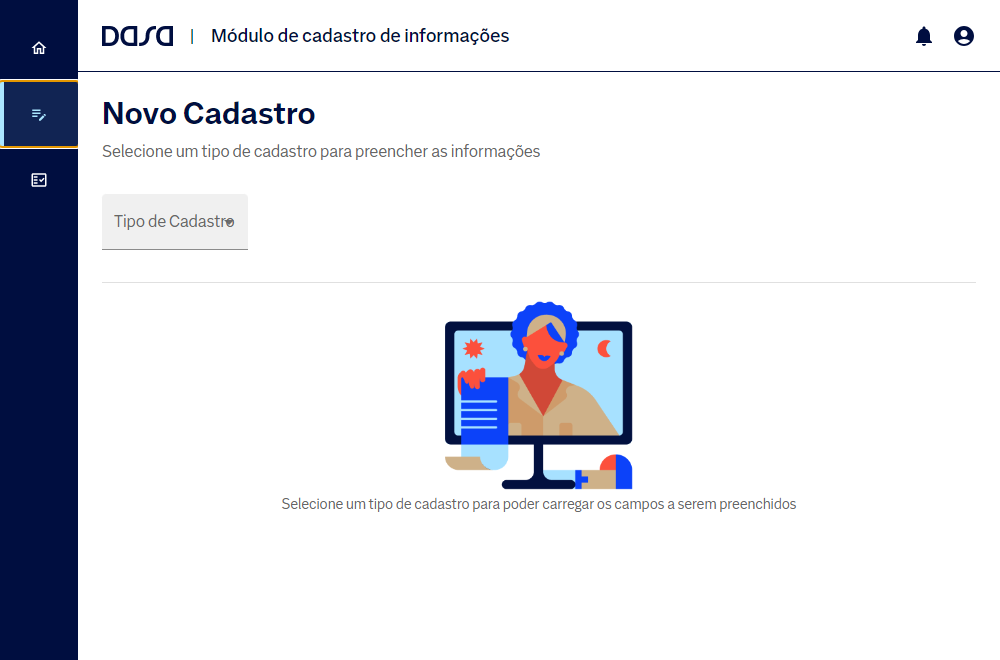 DASA | Módulo de cadastro de informações
Novo Cadastro
Selecione um tipo de cadastro para preencher as informações
Tipo de Cadastro
Selecione um tipo de cadastro para poder carregar os campos a serem preenchidos